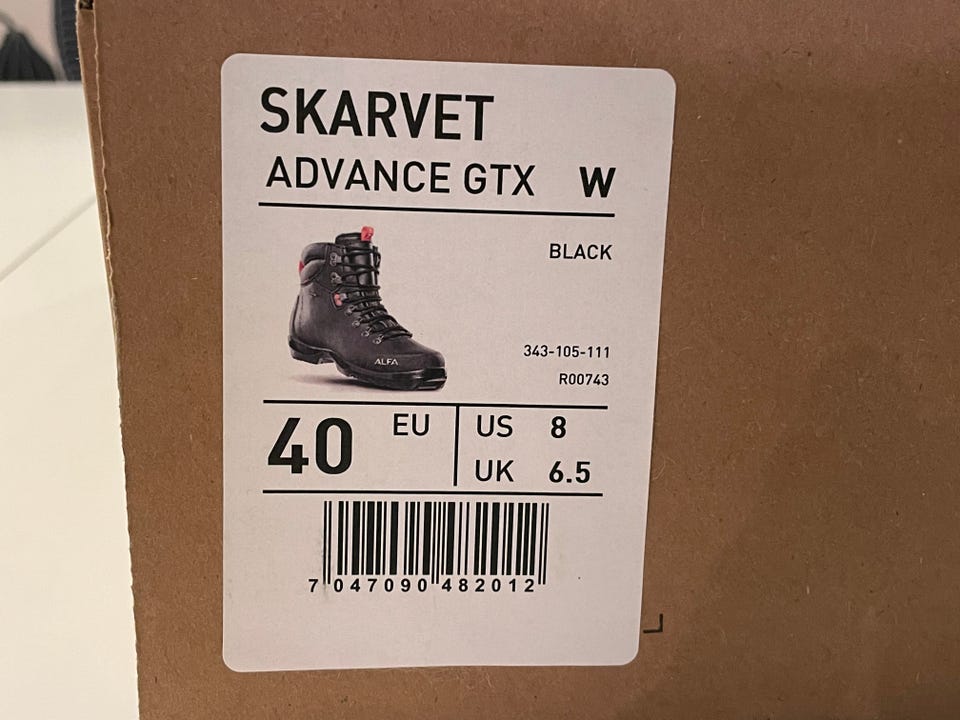 SKARVET
ADVANCE GTX W
BLACK
ALFA
343-105-111
R00743
40 EU US 8
UK 6.5
7 047090 482012